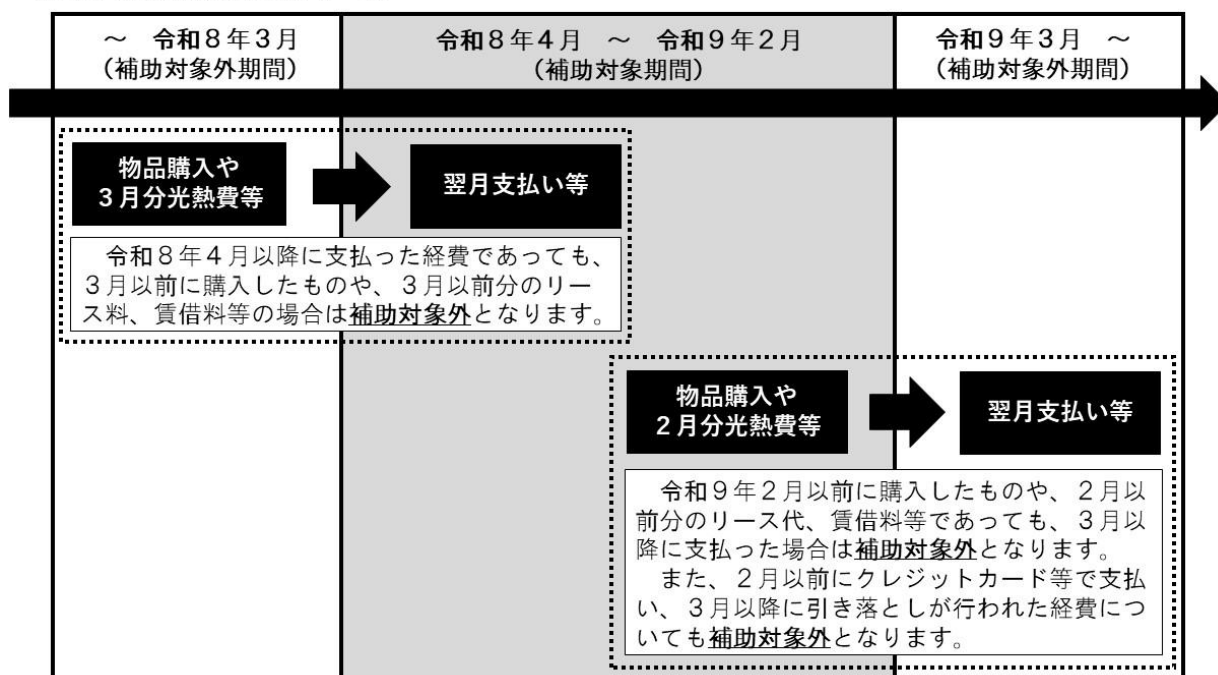 ～　令和８年３月
（補助対象外期間）
令和８年４月　～　令和９年２月
（補助対象期間）
令和９年３月　～
（補助対象外期間）
物品購入や
３月分光熱費等
翌月支払い等
　令和８年４月以降に支払った経費であっても、
３月以前に購入したものや、３月以前分のリー
ス料、賃借料等の場合は補助対象外となります。
物品購入や
２月分光熱費等
翌月支払い等
　令和９年２月以前に購入したものや、２月以
前分のリース代、賃借料等であっても、３月以
降に支払った場合は補助対象外となります。
　また、２月以前にクレジットカード等で支払
い、３月以降に引き落としが行われた経費につ
いても補助対象外となります。